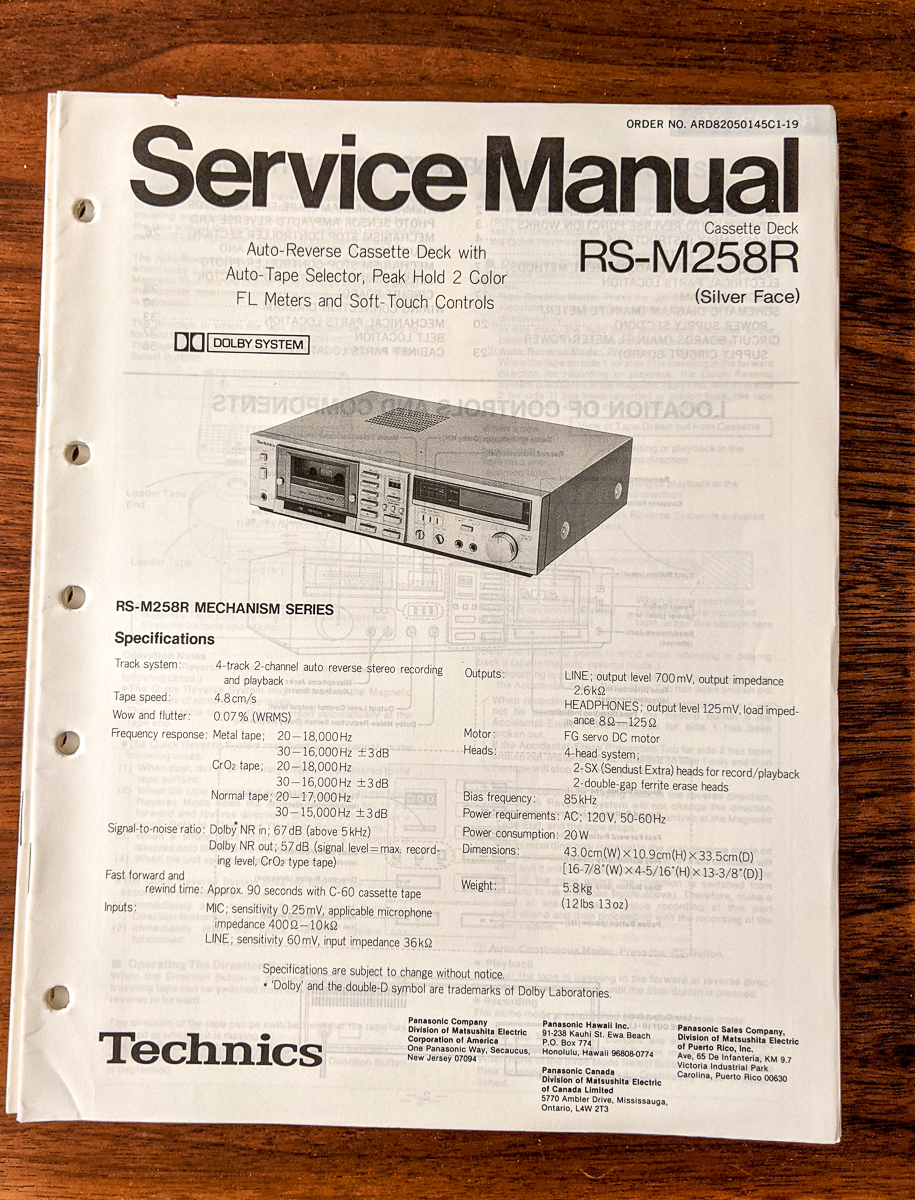 ORDER NO. ARD82050145C1-19
Service Manual
Cassette Deck
RS-M258R
(Silver Face)
Auto-Reverse Cassette Deck with
Auto-Tape Selector, Peak Hold 2 Color
FL Meters and Soft-Touch Controls
DOLBY SYSTEM
Technics
RS-M258R MECHANISM SERIES
Specifications
Track system: 4-track 2-channel auto reverse stereo recording
and playback
Tape speed: 4.8cm/s
Wow and flutter: 0.07% (WRMS)
Frequency response: Metal tape; 20–18,000Hz
30–16,000Hz ±3dB
CrO₂ tape; 20–18,000Hz
30–16,000Hz ±3dB
Normal tape; 20–17,000Hz
30–15,000Hz ±3dB
Signal-to-noise ratio: Dolby* NR in; 67dB (above 5kHz)
Dolby NR out; 57dB (signal level=max. record-
ing level, CrO₂ type tape)
Fast forward and
rewind time: Approx. 90 seconds with C-60 cassette tape
Inputs: MIC; sensitivity 0.25mV, applicable microphone
impedance 400Ω–10kΩ
LINE; sensitivity 60mV, input impedance 36kΩ
Outputs: LINE; output level 700mV, output impedance
2.6kΩ
HEADPHONES; output level 125mV, load imped-
ance 8Ω–125Ω
Motor: FG servo DC motor
Heads: 4-head system;
2-SX (Sendust Extra) heads for record/playback
2-double-gap ferrite erase heads
Bias frequency: 85kHz
Power requirements: AC; 120V, 50-60Hz
Power consumption: 20W
Dimensions: 43.0cm(W)×10.9cm(H)×33.5cm(D)
[16-7/8"(W)×4-5/16"(H)×13-3/8"(D)]
Weight: 5.8kg
(12lbs 13oz)
Specifications are subject to change without notice.
* 'Dolby' and the double-D symbol are trademarks of Dolby Laboratories.
Technics
Panasonic Company
Division of Matsushita Electric
Corporation of America
One Panasonic Way, Secaucus,
New Jersey 07094
Panasonic Hawaii Inc.
91-238 Kauhi St. Ewa Beach
P.O. Box 774
Honolulu, Hawaii 96808-0774
Panasonic Canada
Division of Matsushita Electric
of Canada Limited
5770 Ambler Drive, Mississauga,
Ontario, L4W 2T3
Panasonic Sales Company,
Division of Matsushita Electric
of Puerto Rico, Inc.
Ave, 65 De Infanteria, KM 9.7
Victoria Industrial Park
Carolina, Puerto Rico 00630